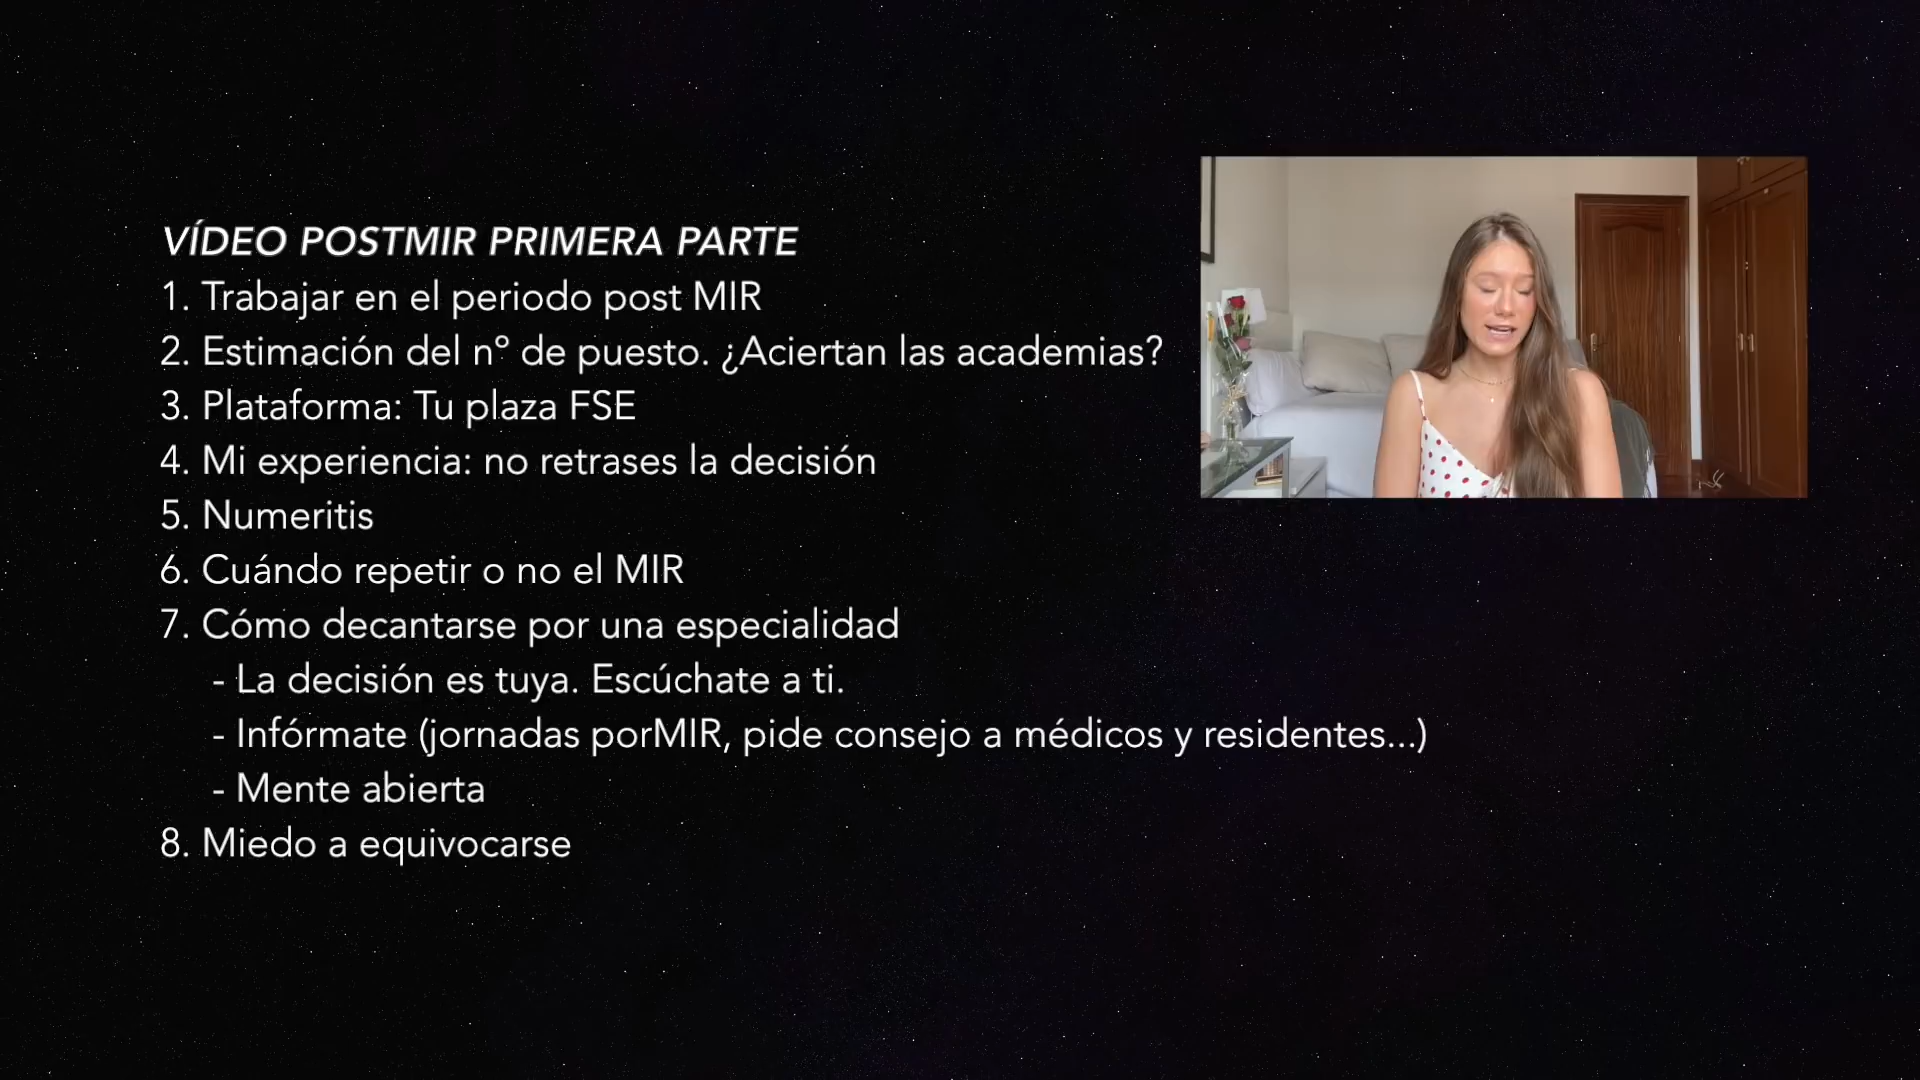 VÍDEO POSTMIR PRIMERA PARTE
1. Trabajar en el periodo post MIR
2. Estimación del nº de puesto. ¿Aciertan las academias?
3. Plataforma: Tu plaza FSE
4. Mi experiencia: no retrases la decisión
5. Numeritis
6. Cuándo repetir o no el MIR
7. Cómo decantarse por una especialidad
- La decisión es tuya. Escúchate a ti.
- Infórmate (jornadas porMIR, pide consejo a médicos y residentes...)
- Mente abierta
8. Miedo a equivocarse